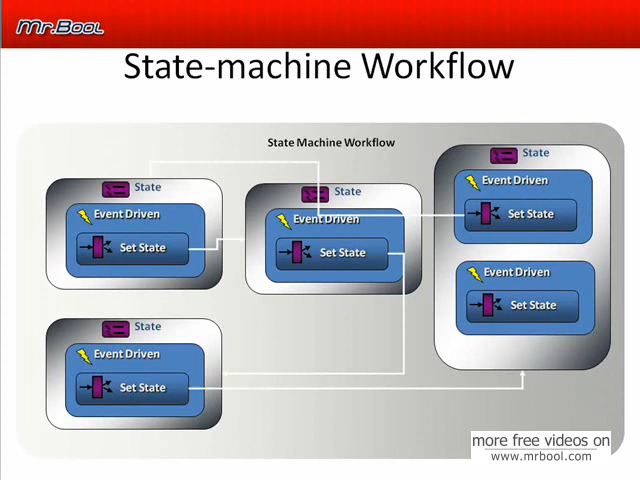 Mr.Bool
State-machine Workflow
State Machine Workflow
State
Event Driven
Set State
State
Event Driven
Set State
State
Event Driven
Set State
Event Driven
Set State
State
Event Driven
Set State
more free videos on
www.mrbool.com